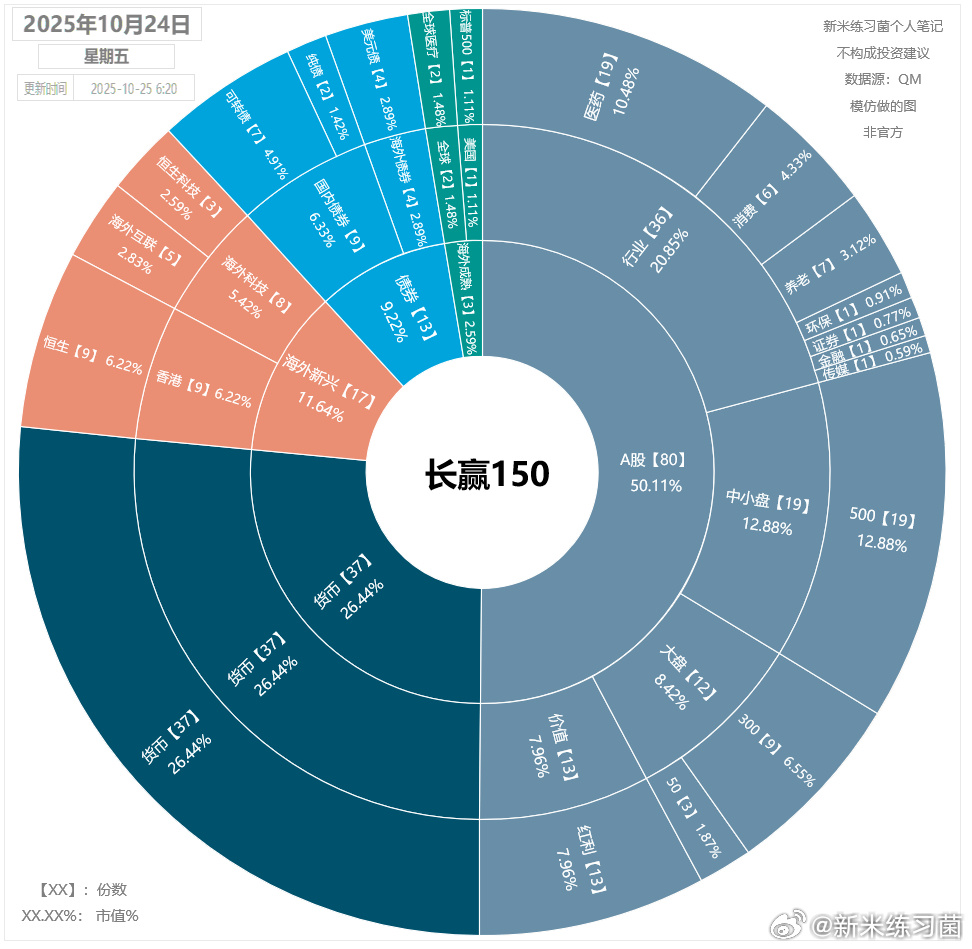 2025年10月24日
星期五
更新时间 2025-10-25 6:20
新米练习菌个人笔记
不构成投资建议
数据源：QM
模仿做的图
非官方
长赢150
A股【80】
50.11%
行业【36】
20.85%
医药【19】
10.48%
消费【6】 4.33%
养老【7】 3.12%
环保【1】 0.91%
证券【1】 0.77%
金融【1】 0.65%
传媒【1】 0.59%
中小盘【19】
12.88%
500【19】
12.88%
大盘【12】
8.42%
300【9】 6.55%
50【3】 1.87%
价值【13】
7.96%
红利【13】
7.96%
货币【37】
26.44%
货币【37】
26.44%
货币【37】
26.44%
海外新兴【17】
11.64%
香港【9】6.22%
恒生【9】 6.22%
海外科技【8】
5.42%
海外互联【5】
2.83%
恒生科技【3】
2.59%
债券【13】
9.22%
国内债券【9】
6.33%
可转债【7】 4.91%
纯债【2】 1.42%
海外债券【4】 2.89%
美元债【4】 2.89%
海外成熟【3】2.59%
全球【2】1.48%
全球医疗【2】 1.48%
美国【1】1.11%
标普500【1】 1.11%
【XX】：份数
XX.XX%： 市值%
@新米练习菌